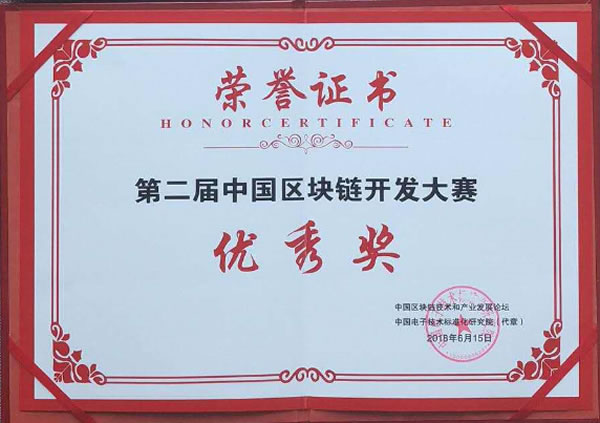 荣誉证书
HONORCERTIFICATE
第二届中国区块链开发大赛
优秀奖
中国区块链技术和产业发展论坛
中国电子技术标准化研究院（代章）
2018年6月15日